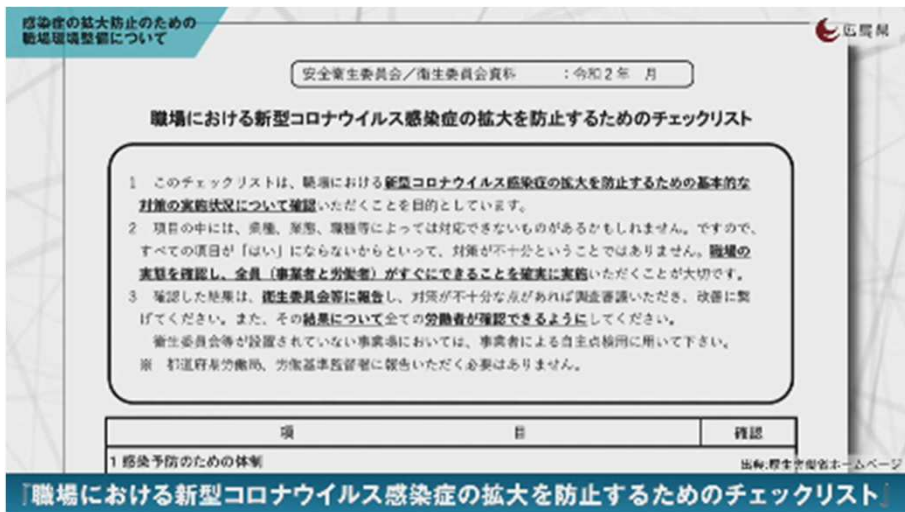 感染症の拡大防止のための
職場環境整備について
広島県
安全衛生委員会／衛生委員会資料　　：令和２年　月
職場における新型コロナウイルス感染症の拡大を防止するためのチェックリスト
1　このチェックリストは、職場における新型コロナウイルス感染症の拡大を防止するための基本的な
対策の実施状況について確認いただくことを目的としています。
2　項目の中には、業種、業態、職種等によっては対応できないものがあるかもしれません。ですので、
すべての項目が「はい」にならないからといって、対策が不十分ということではありません。職場の
実態を確認し、全員（事業者と労働者）がすぐにできることを確実に実施いただくことが大切です。
3　確認した結果は、衛生委員会等に報告し、対策が不十分な点があれば調査審議いただき、改善に繋
げてください。また、その結果について全ての労働者が確認できるようにしてください。
衛生委員会等が設置されていない事業場においては、事業者による自主点検用に用いて下さい。
※　都道府県労働局、労働基準監督署に報告いただく必要はありません。
項　目　確認
1 感染予防のための体制
出典:厚生労働省ホームページ
『職場における新型コロナウイルス感染症の拡大を防止するためのチェックリスト』